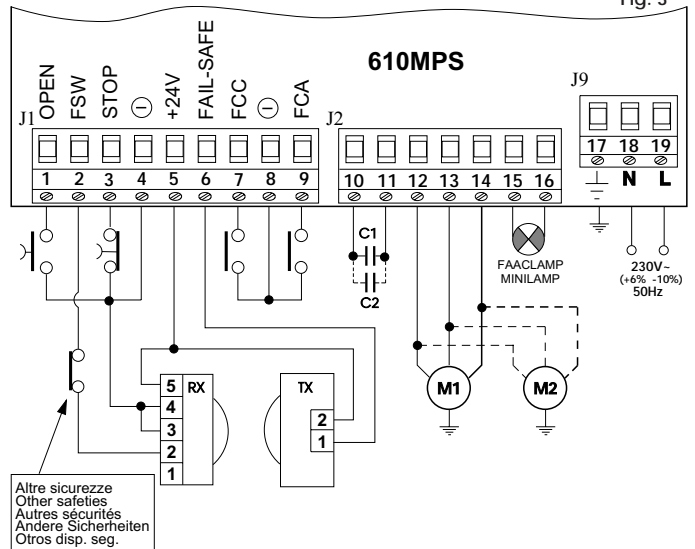 Fig. 3
610MPS
J1
OPEN
FSW
STOP
⊖
+24V
FAIL-SAFE
FCC
⊖
FCA
J2
J9
1 2 3 4 5 6 7 8 9
10 11 12 13 14 15 16
17 18 19
N L
C1
C2
FAACLAMP
MINILAMP
230V~
(+6% -10%)
50Hz
5 RX
4
3
2
1
TX
2
1
M1
M2
Altre sicurezze
Other safeties
Autres sécurités
Andere Sicherheiten
Otros disp. seg.